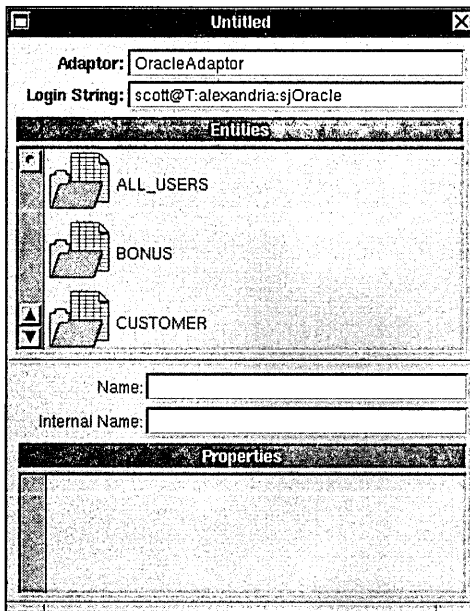 Untitled
Adaptor: OracleAdaptor
Login String: scott@T:alexandria:sjOracle
Entities
ALL_USERS
BONUS
CUSTOMER
Name:
Internal Name:
Properties